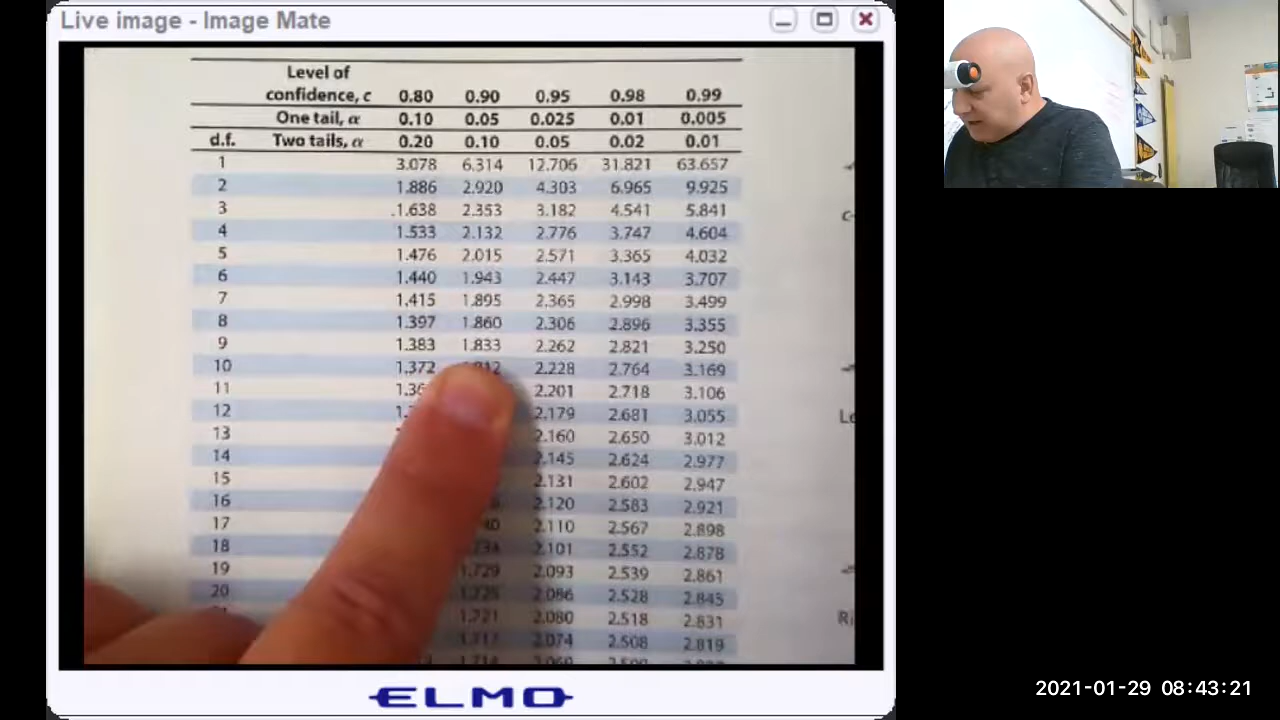 Live image - Image Mate
Level of
confidence, c 0.80 0.90 0.95 0.98 0.99
One tail, α 0.10 0.05 0.025 0.01 0.005
d.f. Two tails, α 0.20 0.10 0.05 0.02 0.01
1 3.078 6.314 12.706 31.821 63.657
2 1.886 2.920 4.303 6.965 9.925
3 1.638 2.353 3.182 4.541 5.841
4 1.533 2.132 2.776 3.747 4.604
5 1.476 2.015 2.571 3.365 4.032
6 1.440 1.943 2.447 3.143 3.707
7 1.415 1.895 2.365 2.998 3.499
8 1.397 1.860 2.306 2.896 3.355
9 1.383 1.833 2.262 2.821 3.250
10 1.372 2.228 2.764 3.169
11 2.201 2.718 3.106
12 2.179 2.681 3.055
13 2.160 2.650 3.012
14 2.145 2.624 2.977
15 2.131 2.602 2.947
16 2.120 2.583 2.921
17 2.110 2.567 2.898
18 2.101 2.552 2.878
19 1.729 2.093 2.539 2.861
20 1.725 2.086 2.528 2.845
1.721 2.080 2.518 2.831
1.717 2.074 2.508 2.819
ELMO
2021-01-29 08:43:21